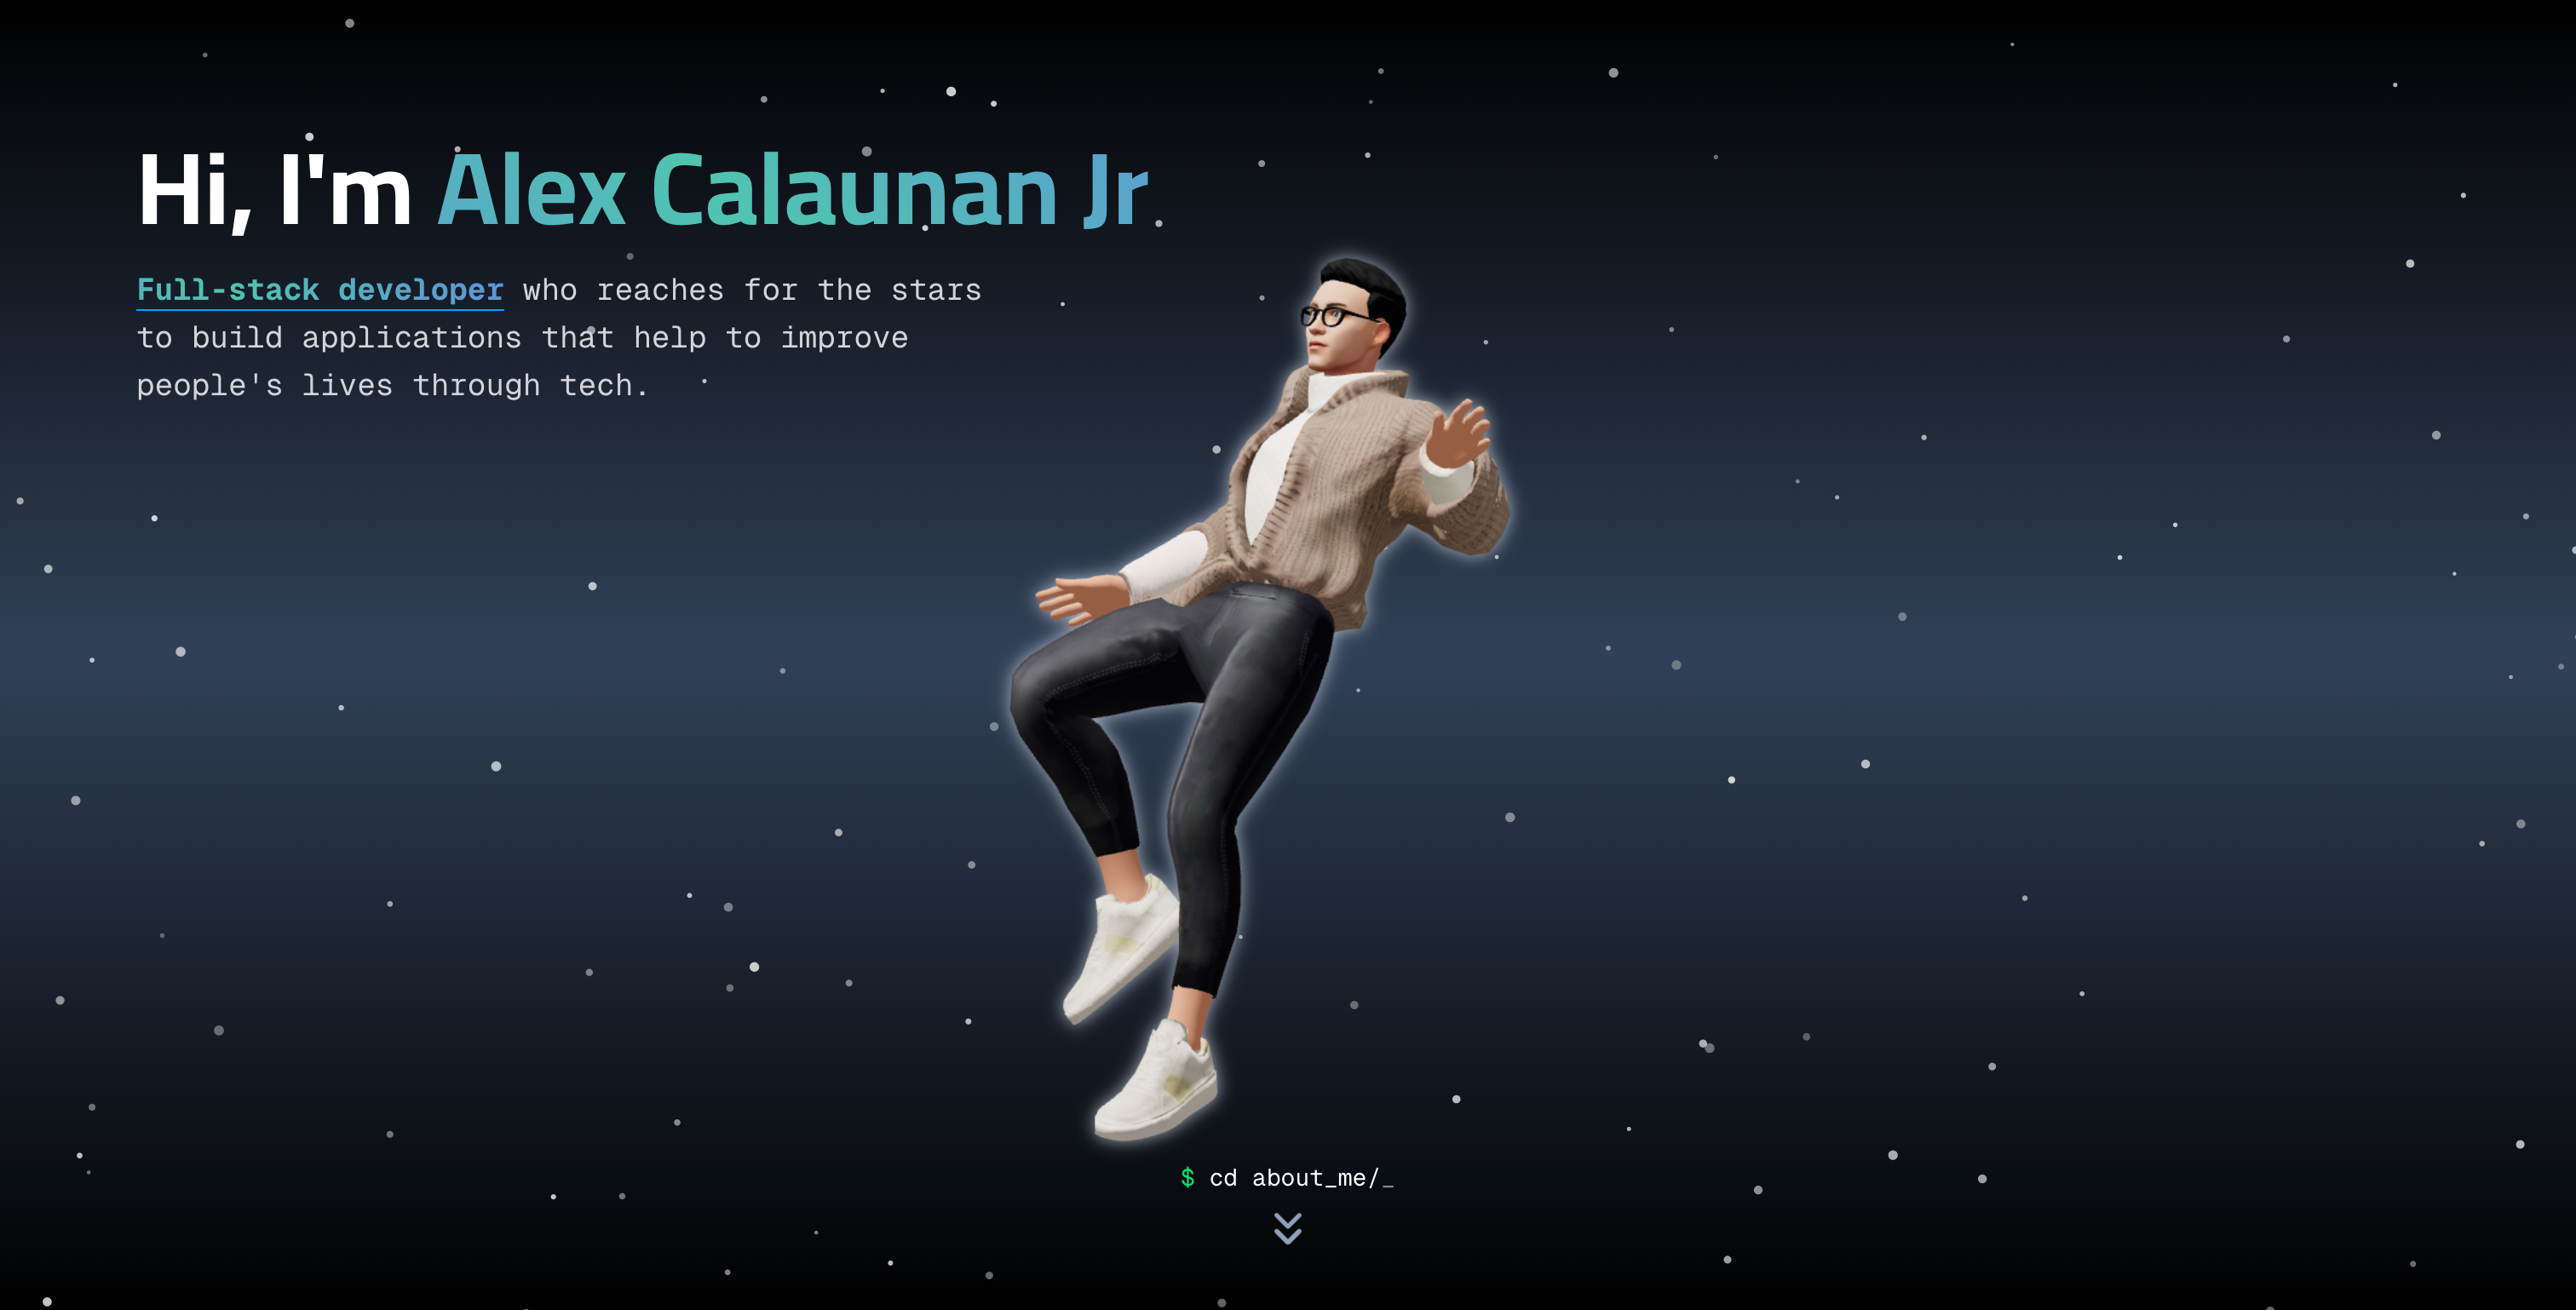 Hi, I'm Alex Calaunan Jr
Full-stack developer who reaches for the stars
to build applications that help to improve
people's lives through tech.
$ cd about_me/_